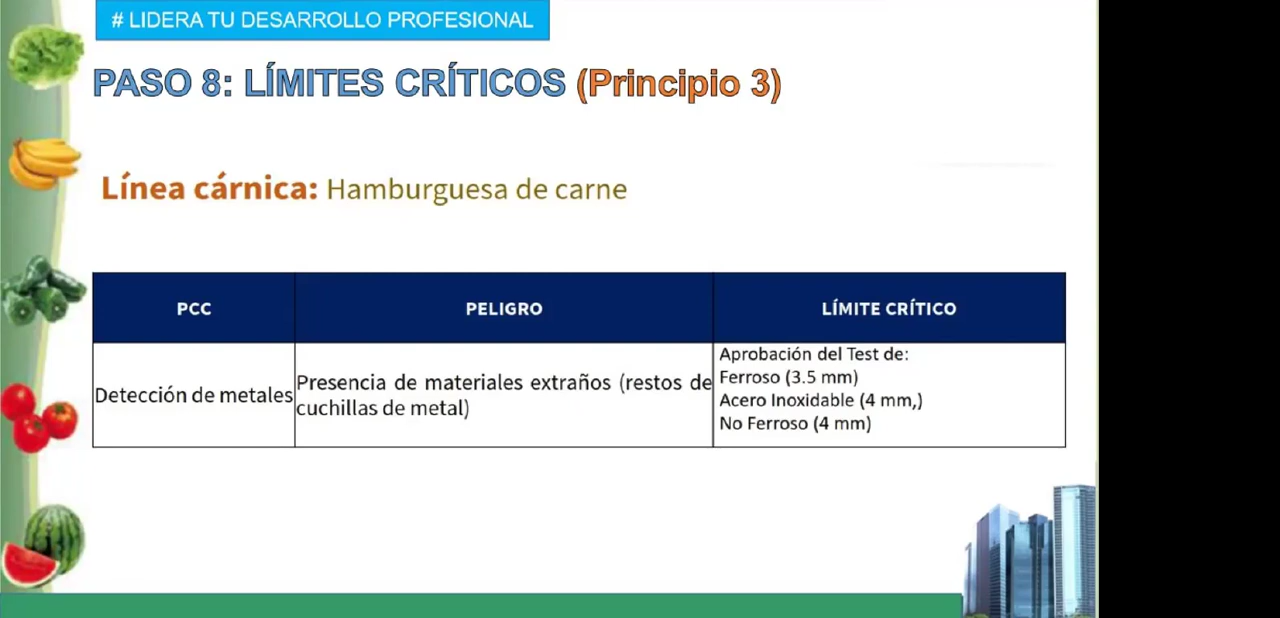 # LIDERA TU DESARROLLO PROFESIONAL
PASO 8: LÍMITES CRÍTICOS (Principio 3)
Línea cárnica: Hamburguesa de carne
PCC
PELIGRO
LÍMITE CRÍTICO
Detección de metales
Presencia de materiales extraños (restos de
cuchillas de metal)
Aprobación del Test de:
Ferroso (3.5 mm)
Acero Inoxidable (4 mm,)
No Ferroso (4 mm)